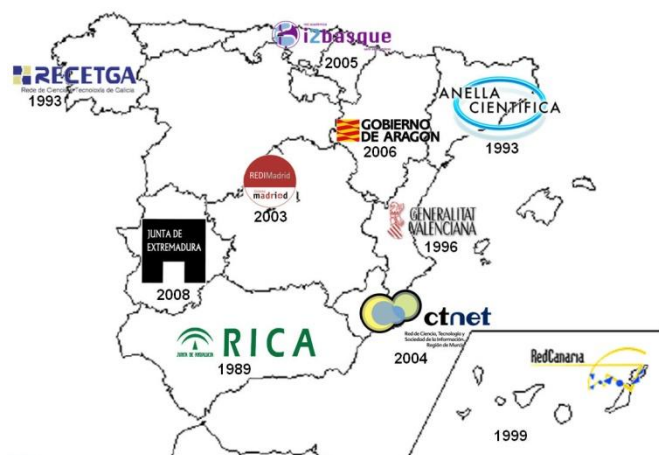 i2basque
2005
RECETGA
Rede de Ciencia e Tecnología de Galicia
1993
ANELLA
CIENTÍFICA
1993
GOBIERNO
DE ARAGON
2006
REDIMadrid
madrid
2003
GENERALITAT
VALENCIANA
1996
JUNTA DE
EXTREMADURA
2008
ctnet
Red de Ciencia, Tecnología y
Sociedad de la Información,
Región de Murcia
2004
JUNTA DE ANDALUCIA
RICA
1989
RedCanaria
1999